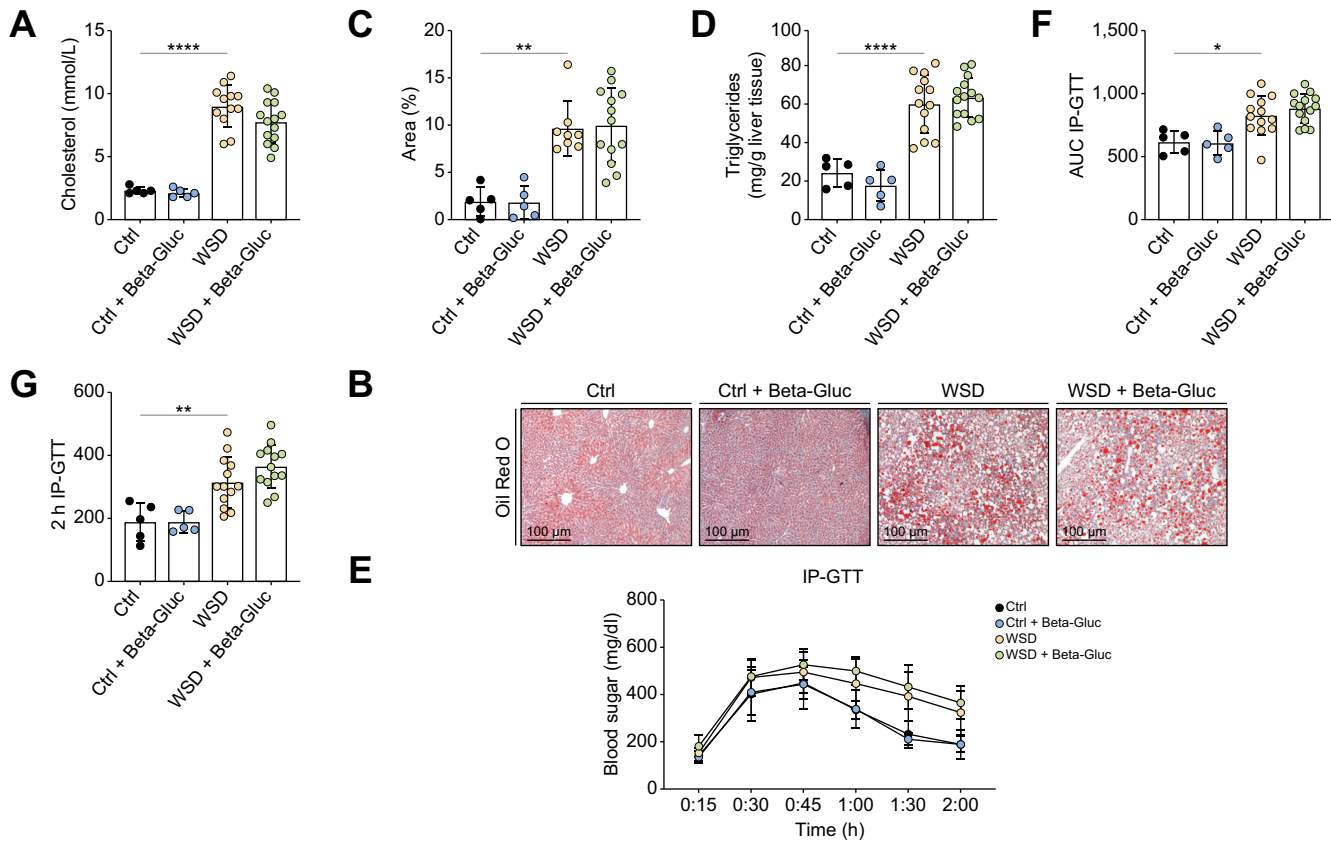 A
Cholesterol (mmol/L)
15
10
5
0
****
Ctrl
Ctrl + Beta-Gluc
WSD
WSD + Beta-Gluc
C
Area (%)
20
15
10
5
0
**
Ctrl
Ctrl + Beta-Gluc
WSD
WSD + Beta-Gluc
D
Triglycerides
(mg/g liver tissue)
100
80
60
40
20
0
****
Ctrl
Ctrl + Beta-Gluc
WSD
WSD + Beta-Gluc
F
AUC IP-GTT
1,500
1,000
500
0
*
Ctrl
Ctrl + Beta-Gluc
WSD
WSD + Beta-Gluc
G
2 h IP-GTT
600
400
200
0
**
Ctrl
Ctrl + Beta-Gluc
WSD
WSD + Beta-Gluc
B
Ctrl
Ctrl + Beta-Gluc
WSD
WSD + Beta-Gluc
Oil Red O
100 µm
100 µm
100 µm
100 µm
E
IP-GTT
Blood sugar (mg/dl)
800
600
400
200
0
0:15
0:30
0:45
1:00
1:30
2:00
Time (h)
Ctrl
Ctrl + Beta-Gluc
WSD
WSD + Beta-Gluc